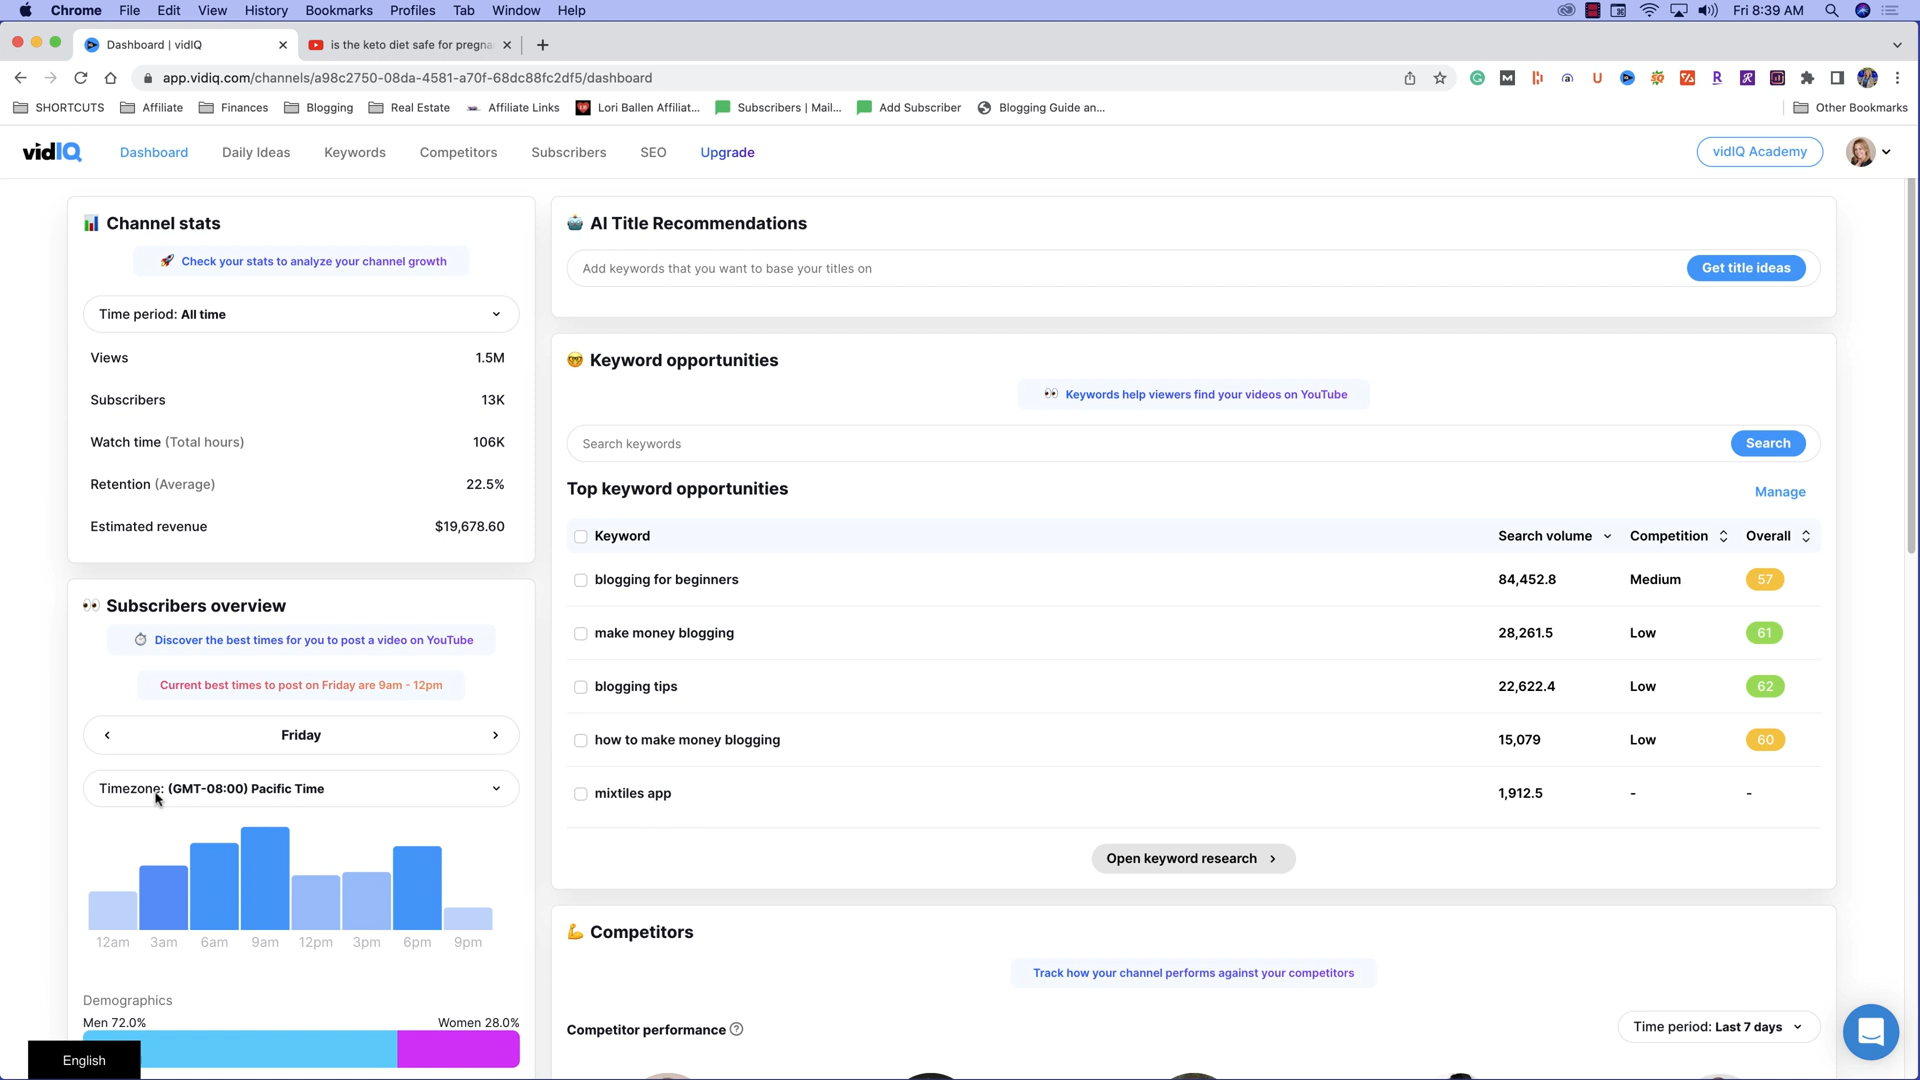 Chrome File Edit View History Bookmarks Profiles Tab Window Help Fri 8:39 AM
Dashboard | vidIQ is the keto diet safe for pregna
app.vidiq.com/channels/a98c2750-08da-4581-a70f-68dc88fc2df5/dashboard
SHORTCUTS Affiliate Finances Blogging Real Estate Affiliate Links Lori Ballen Affiliat... Subscribers | Mail... Add Subscriber Blogging Guide an... Other Bookmarks
vidIQ Dashboard Daily Ideas Keywords Competitors Subscribers SEO Upgrade vidIQ Academy
Channel stats
Check your stats to analyze your channel growth
Time period: All time
Views 1.5M
Subscribers 13K
Watch time (Total hours) 106K
Retention (Average) 22.5%
Estimated revenue $19,678.60
Subscribers overview
Discover the best times for you to post a video on YouTube
Current best times to post on Friday are 9am - 12pm
Friday
Timezone: (GMT-08:00) Pacific Time
12am 3am 6am 9am 12pm 3pm 6pm 9pm
Demographics
Men 72.0% Women 28.0%
English
AI Title Recommendations
Add keywords that you want to base your titles on Get title ideas
Keyword opportunities
Keywords help viewers find your videos on YouTube
Search keywords Search
Top keyword opportunities Manage
Keyword Search volume Competition Overall
blogging for beginners 84,452.8 Medium 57
make money blogging 28,261.5 Low 61
blogging tips 22,622.4 Low 62
how to make money blogging 15,079 Low 60
mixtiles app 1,912.5 - -
Open keyword research
Competitors
Track how your channel performs against your competitors
Competitor performance ? Time period: Last 7 days